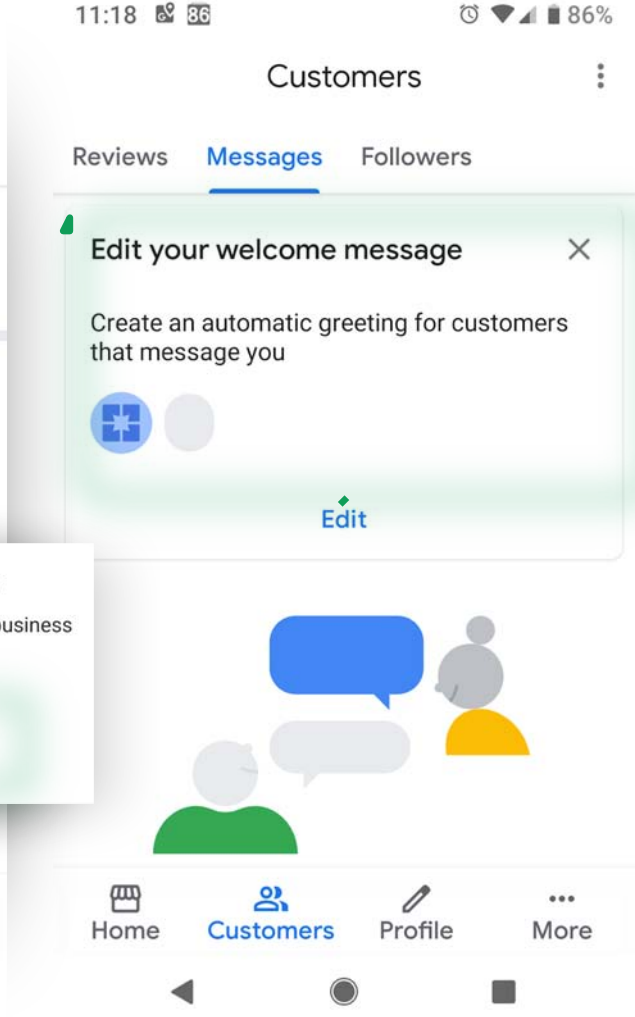 11:18 86 86%
Customers
Reviews Messages Followers
Edit your welcome message
Create an automatic greeting for customers
that message you
Edit
business
Home Customers Profile More